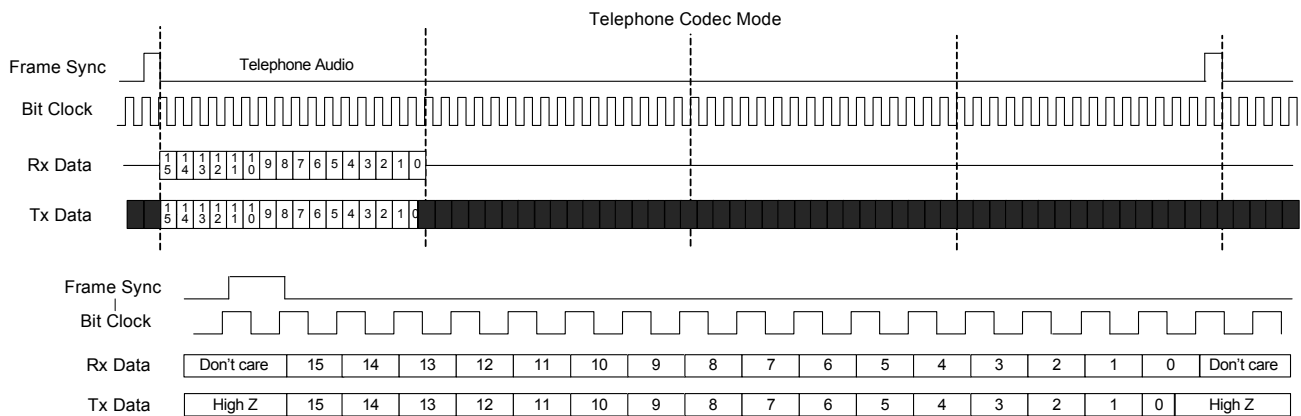 Telephone Codec Mode
Frame Sync
Telephone Audio
Bit Clock
Rx Data
15 14 13 12 11 10 9 8 7 6 5 4 3 2 1 0
Tx Data
15 14 13 12 11 10 9 8 7 6 5 4 3 2 1 0
Frame Sync
Bit Clock
Rx Data Don't care 15 14 13 12 11 10 9 8 7 6 5 4 3 2 1 0 Don't care
Tx Data High Z 15 14 13 12 11 10 9 8 7 6 5 4 3 2 1 0 High Z